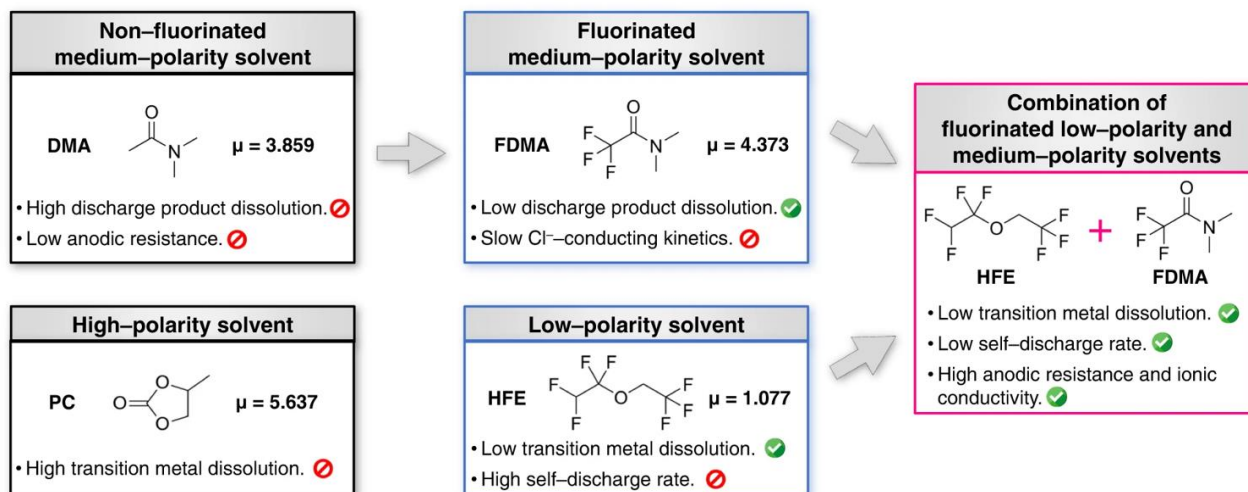 Non–fluorinated
medium–polarity solvent
O
DMA
N
μ = 3.859
• High discharge product dissolution.
• Low anodic resistance.
Fluorinated
medium–polarity solvent
O
FDMA
F
F
F
N
μ = 4.373
• Low discharge product dissolution.
• Slow Cl⁻–conducting kinetics.
High–polarity solvent
PC
O
O
O
μ = 5.637
• High transition metal dissolution.
Low–polarity solvent
HFE
F F
F
F
O
F
F
F
μ = 1.077
• Low transition metal dissolution.
• High self–discharge rate.
Combination of
fluorinated low–polarity and
medium–polarity solvents
F F
F
F
O
F
F
F
HFE
+
O
F
F
F
N
FDMA
• Low transition metal dissolution.
• Low self–discharge rate.
• High anodic resistance and ionic
conductivity.